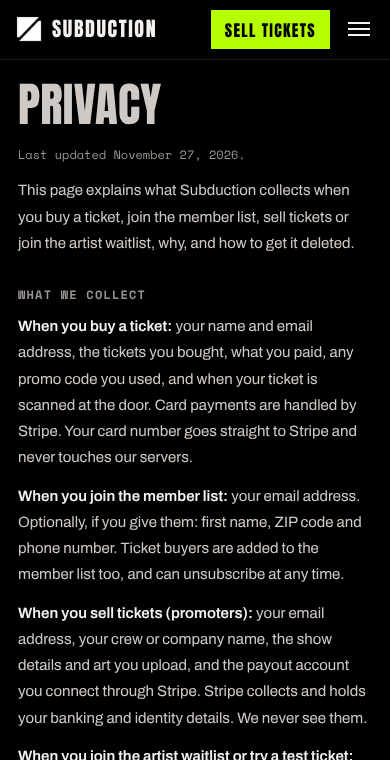 SUBDUCTION
SELL TICKETS
PRIVACY
Last updated November 27, 2026.
This page explains what Subduction collects when
you buy a ticket, join the member list, sell tickets or
join the artist waitlist, why, and how to get it deleted.
WHAT WE COLLECT
When you buy a ticket: your name and email
address, the tickets you bought, what you paid, any
promo code you used, and when your ticket is
scanned at the door. Card payments are handled by
Stripe. Your card number goes straight to Stripe and
never touches our servers.
When you join the member list: your email address.
Optionally, if you give them: first name, ZIP code and
phone number. Ticket buyers are added to the
member list too, and can unsubscribe at any time.
When you sell tickets (promoters): your email
address, your crew or company name, the show
details and art you upload, and the payout account
you connect through Stripe. Stripe collects and holds
your banking and identity details. We never see them.
When you join the artist waitlist or try a test ticket: